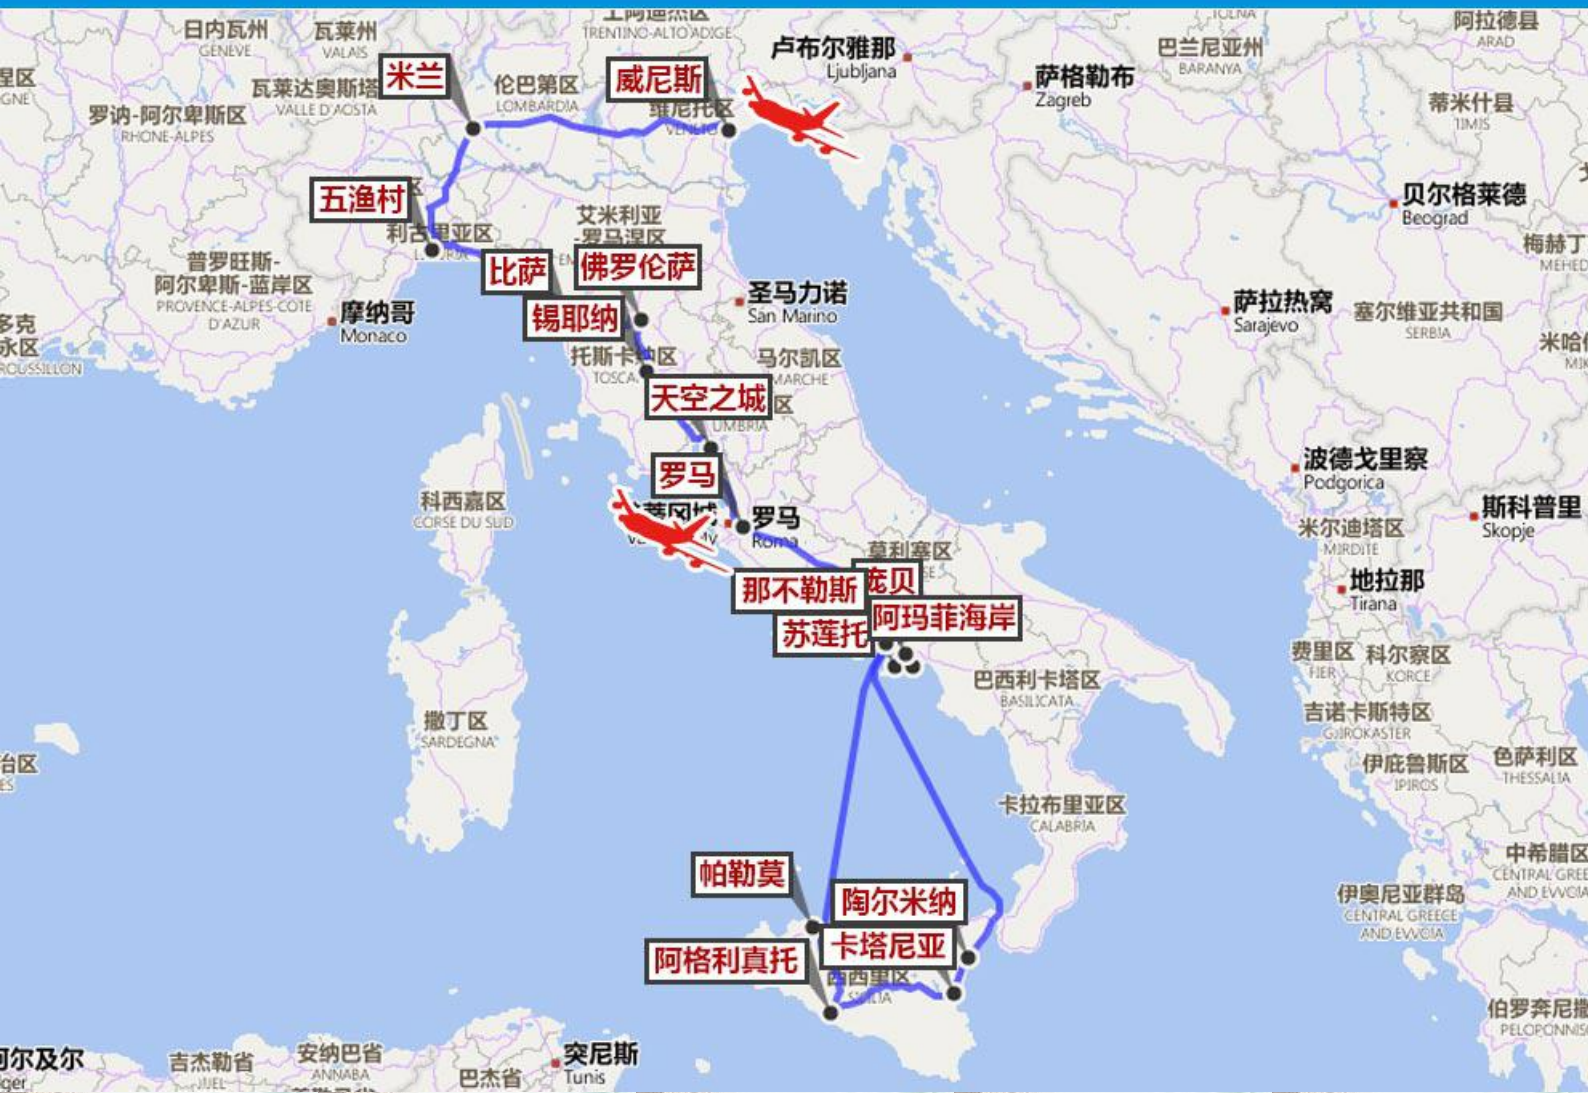 日内瓦州
GENEVE
瓦莱州
VALAIS
TRENTINO-ALTO ADIGE
卢布尔雅那
Ljubljana
巴兰尼亚州
BARANYA
阿拉德县
ARAD
米兰
威尼斯
萨格勒布
Zagreb
瓦莱达奥斯塔
VALLE D'AOSTA
伦巴第区
LOMBARDIA
维尼托区
VENETO
罗讷-阿尔卑斯区
RHONE-ALPES
蒂米什县
TIMIS
五渔村
利古里亚区
贝尔格莱德
Beograd
艾米利亚
-罗马涅区
普罗旺斯-
阿尔卑斯-蓝岸区
PROVENCE-ALPES-COTE
D'AZUR
比萨
佛罗伦萨
锡耶纳
摩纳哥
Monaco
圣马力诺
San Marino
萨拉热窝
Sarajevo
塞尔维亚共和国
SERBIA
托斯卡纳区
TOSCA
马尔凯区
MARCHE
天空之城
区
UMBRIA
罗马
罗马
Roma
科西嘉区
CORSE DU SUD
波德戈里察
Podgorica
斯科普里
Skopje
米尔迪塔区
MIRDITE
莫利塞区
地拉那
Tirana
那不勒斯
庞贝
苏莲托
阿玛菲海岸
费里区
FIER
科尔察区
KORCE
巴西利卡塔区
BASILICATA
撒丁区
SARDEGNA
吉诺卡斯特区
GJIROKASTER
伊庇鲁斯区
IPIROS
色萨利区
THESSALIA
卡拉布里亚区
CALABRIA
帕勒莫
陶尔米纳
卡塔尼亚
阿格利真托
西西里区
SICILIA
中希腊区
CENTRAL GREE
AND EVVOIA
伊奥尼亚群岛
CENTRAL GREECE
AND EVVOIA
伯罗奔尼撒
PELOPONNIS
吉杰勒省
JIJEL
安纳巴省
ANNABA
巴杰省
突尼斯
Tunis